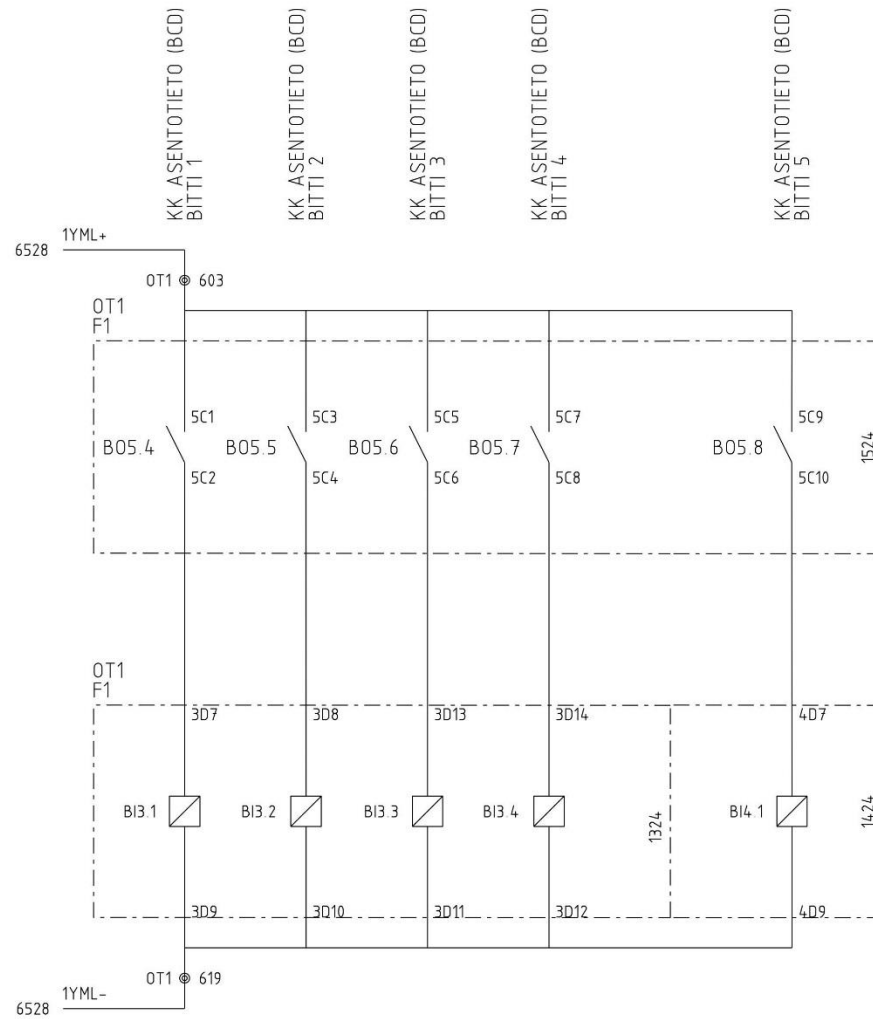 KK ASENTOTIETO (BCD)
BITTI 1
KK ASENTOTIETO (BCD)
BITTI 2
KK ASENTOTIETO (BCD)
BITTI 3
KK ASENTOTIETO (BCD)
BITTI 4
KK ASENTOTIETO (BCD)
BITTI 5
6528 1YML+
OT1 603
OT1
F1
5C1 5C3 5C5 5C7 5C9
BO5.4 BO5.5 BO5.6 BO5.7 BO5.8 1524
5C2 5C4 5C6 5C8 5C10
OT1
F1
3D7 3D8 3D13 3D14 4D7
BI3.1 BI3.2 BI3.3 BI3.4 1324 BI4.1 1424
3D9 3D10 3D11 3D12 4D9
OT1 619
6528 1YML-